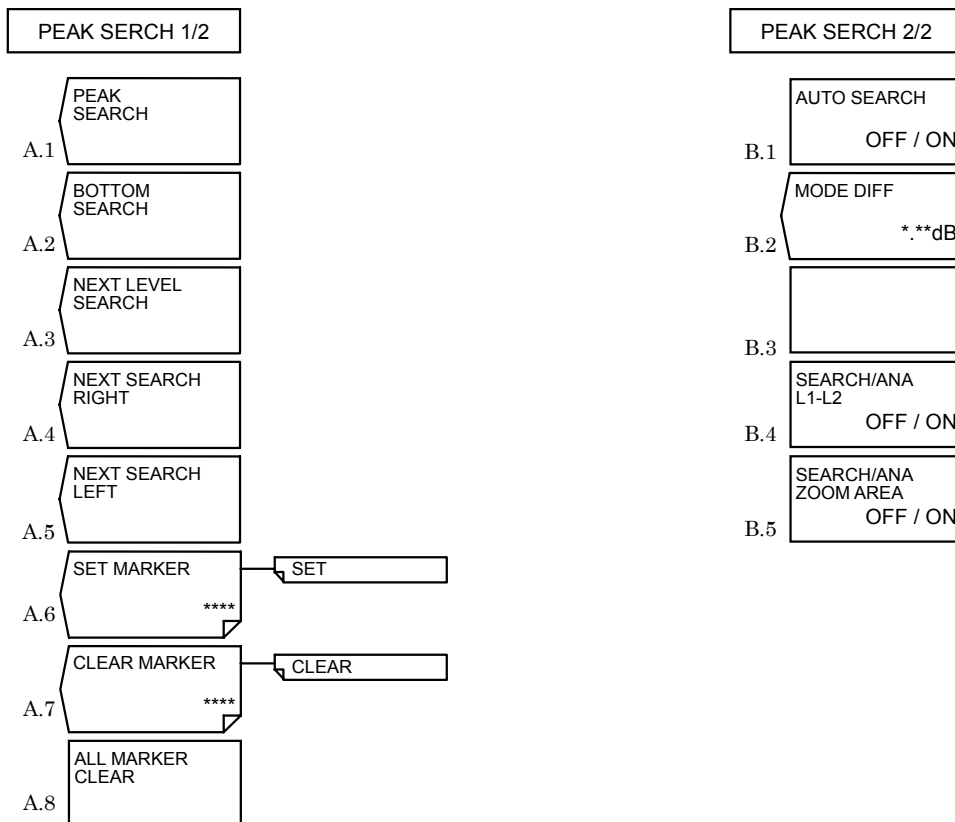 PEAK SERCH 1/2
A.1
PEAK
SEARCH
A.2
BOTTOM
SEARCH
A.3
NEXT LEVEL
SEARCH
A.4
NEXT SEARCH
RIGHT
A.5
NEXT SEARCH
LEFT
A.6
SET MARKER
****
SET
A.7
CLEAR MARKER
****
CLEAR
A.8
ALL MARKER
CLEAR
PEAK SERCH 2/2
B.1
AUTO SEARCH
OFF / ON
B.2
MODE DIFF
*.**dB
B.3
B.4
SEARCH/ANA
L1-L2
OFF / ON
B.5
SEARCH/ANA
ZOOM AREA
OFF / ON